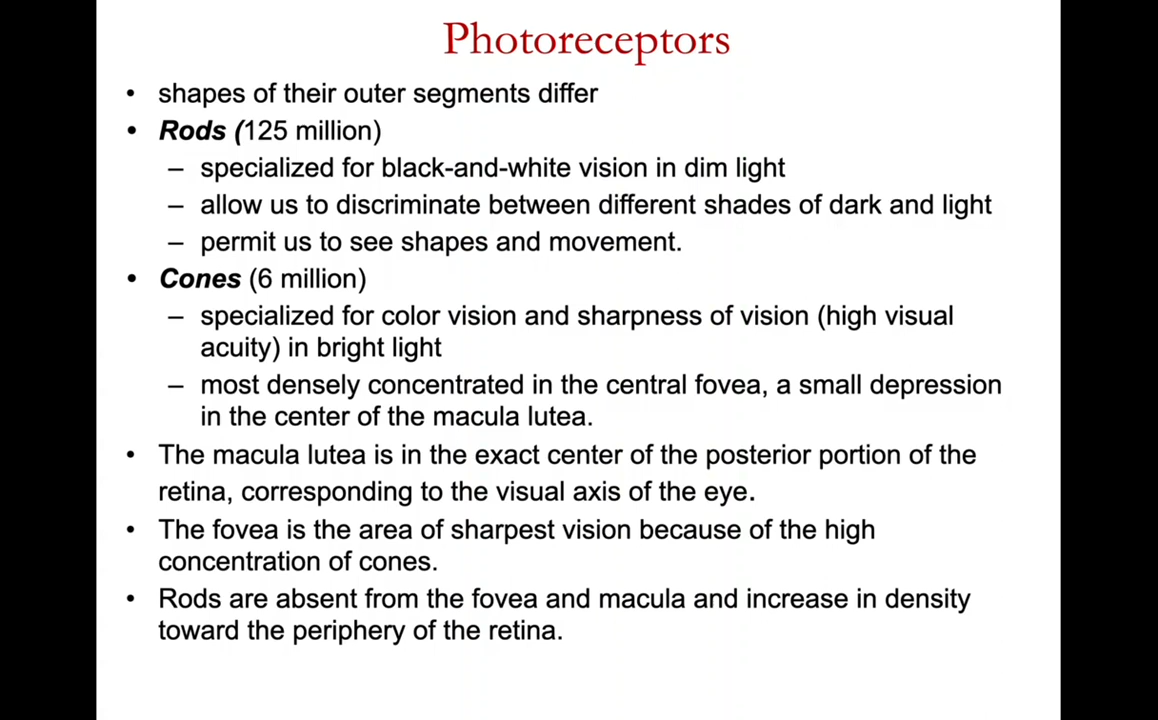 Photoreceptors
• shapes of their outer segments differ
• Rods (125 million)
– specialized for black-and-white vision in dim light
– allow us to discriminate between different shades of dark and light
– permit us to see shapes and movement.
• Cones (6 million)
– specialized for color vision and sharpness of vision (high visual
acuity) in bright light
– most densely concentrated in the central fovea, a small depression
in the center of the macula lutea.
• The macula lutea is in the exact center of the posterior portion of the
retina, corresponding to the visual axis of the eye.
• The fovea is the area of sharpest vision because of the high
concentration of cones.
• Rods are absent from the fovea and macula and increase in density
toward the periphery of the retina.